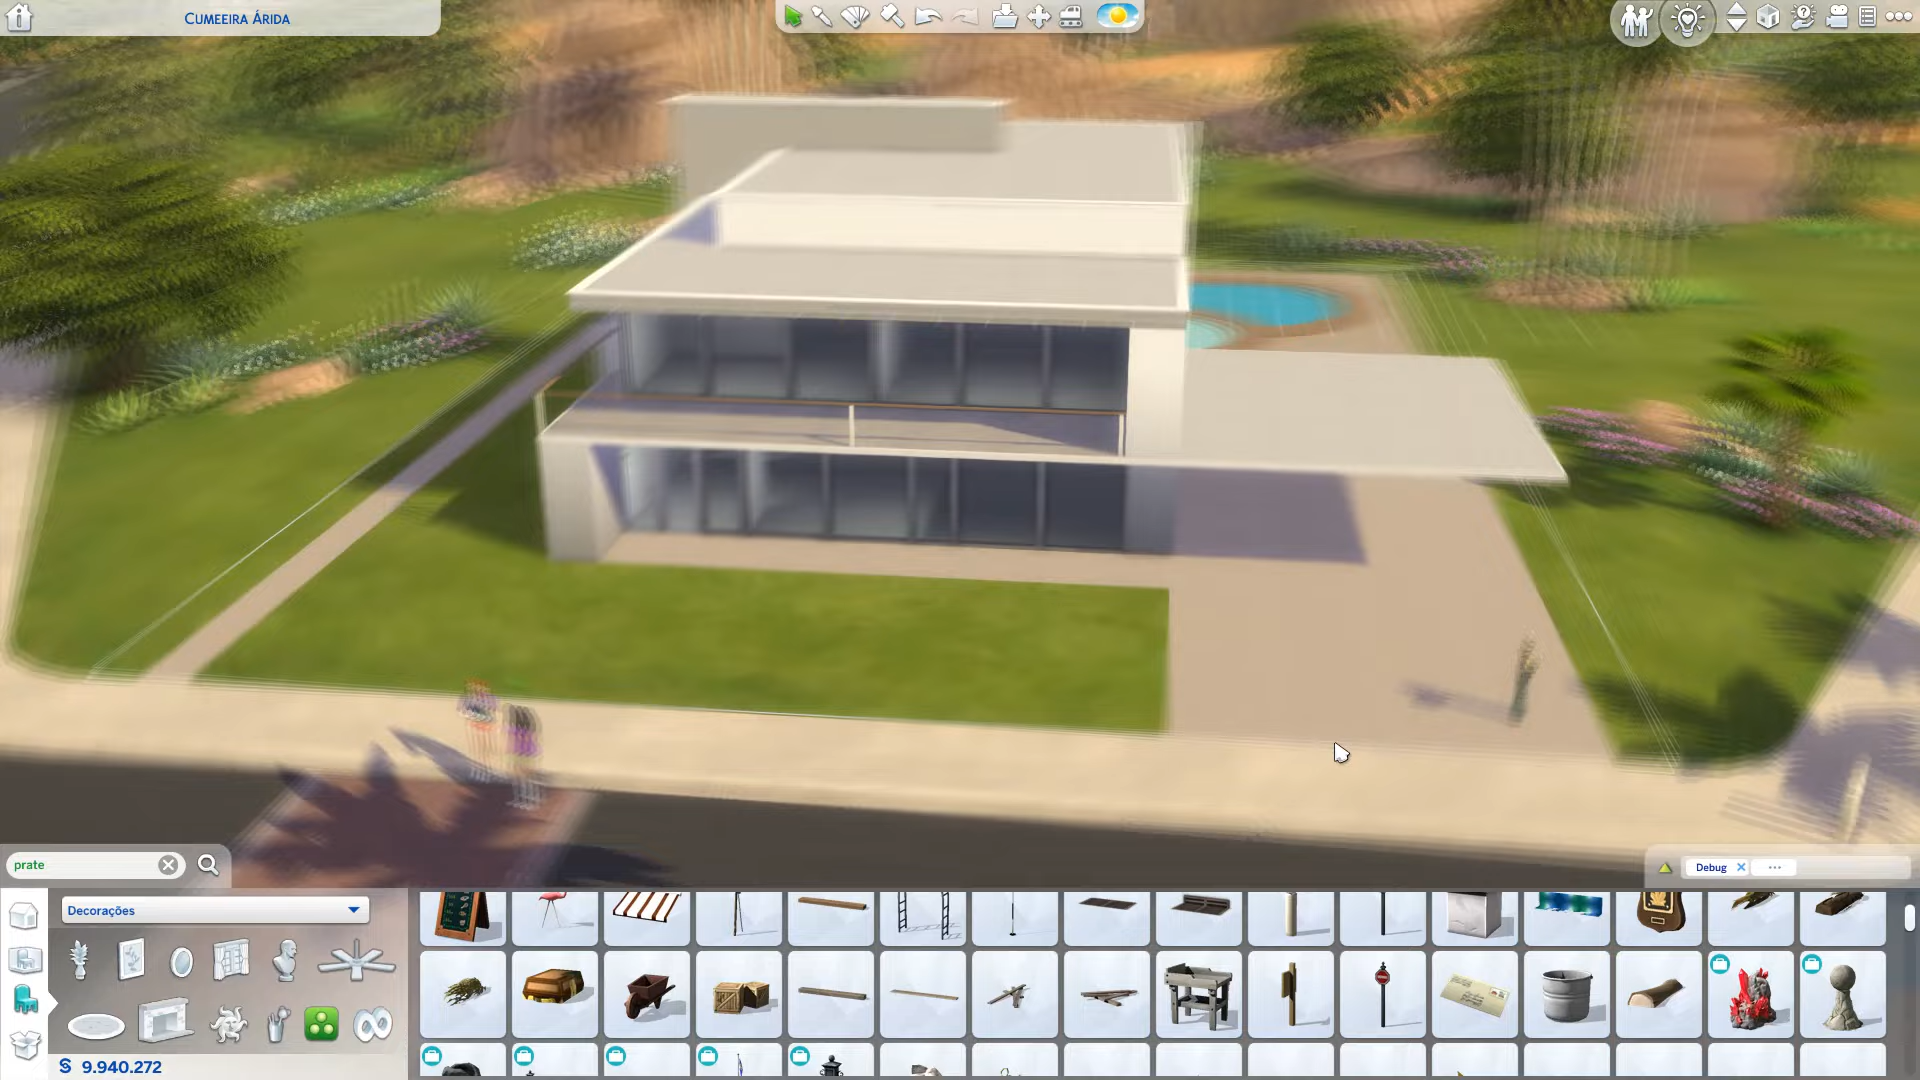 Cumeeira Árida
prate
Debug
Decorações
§ 9.940.272